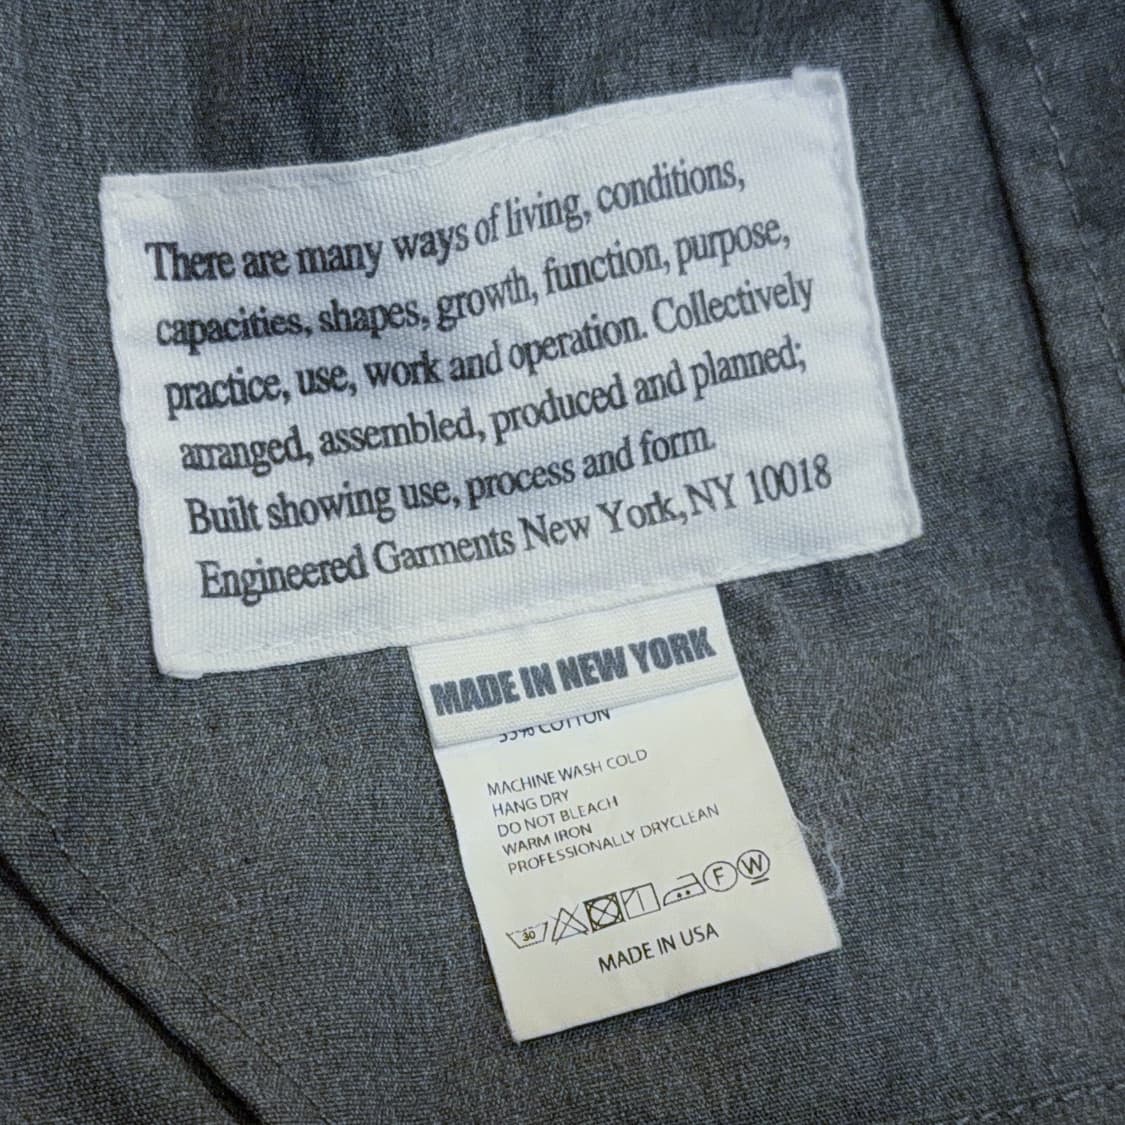 There are many ways of living, conditions,
capacities, shapes, growth, function, purpose,
practice, use, work and operation. Collectively
arranged, assembled, produced and planned;
Built showing use, process and form.
Engineered Garments New York, NY 10018
MADE IN NEW YORK
COTTON
MACHINE WASH COLD
HANG DRY
DO NOT BLEACH
WARM IRON
PROFESSIONALLY DRYCLEAN
30 F W
MADE IN USA